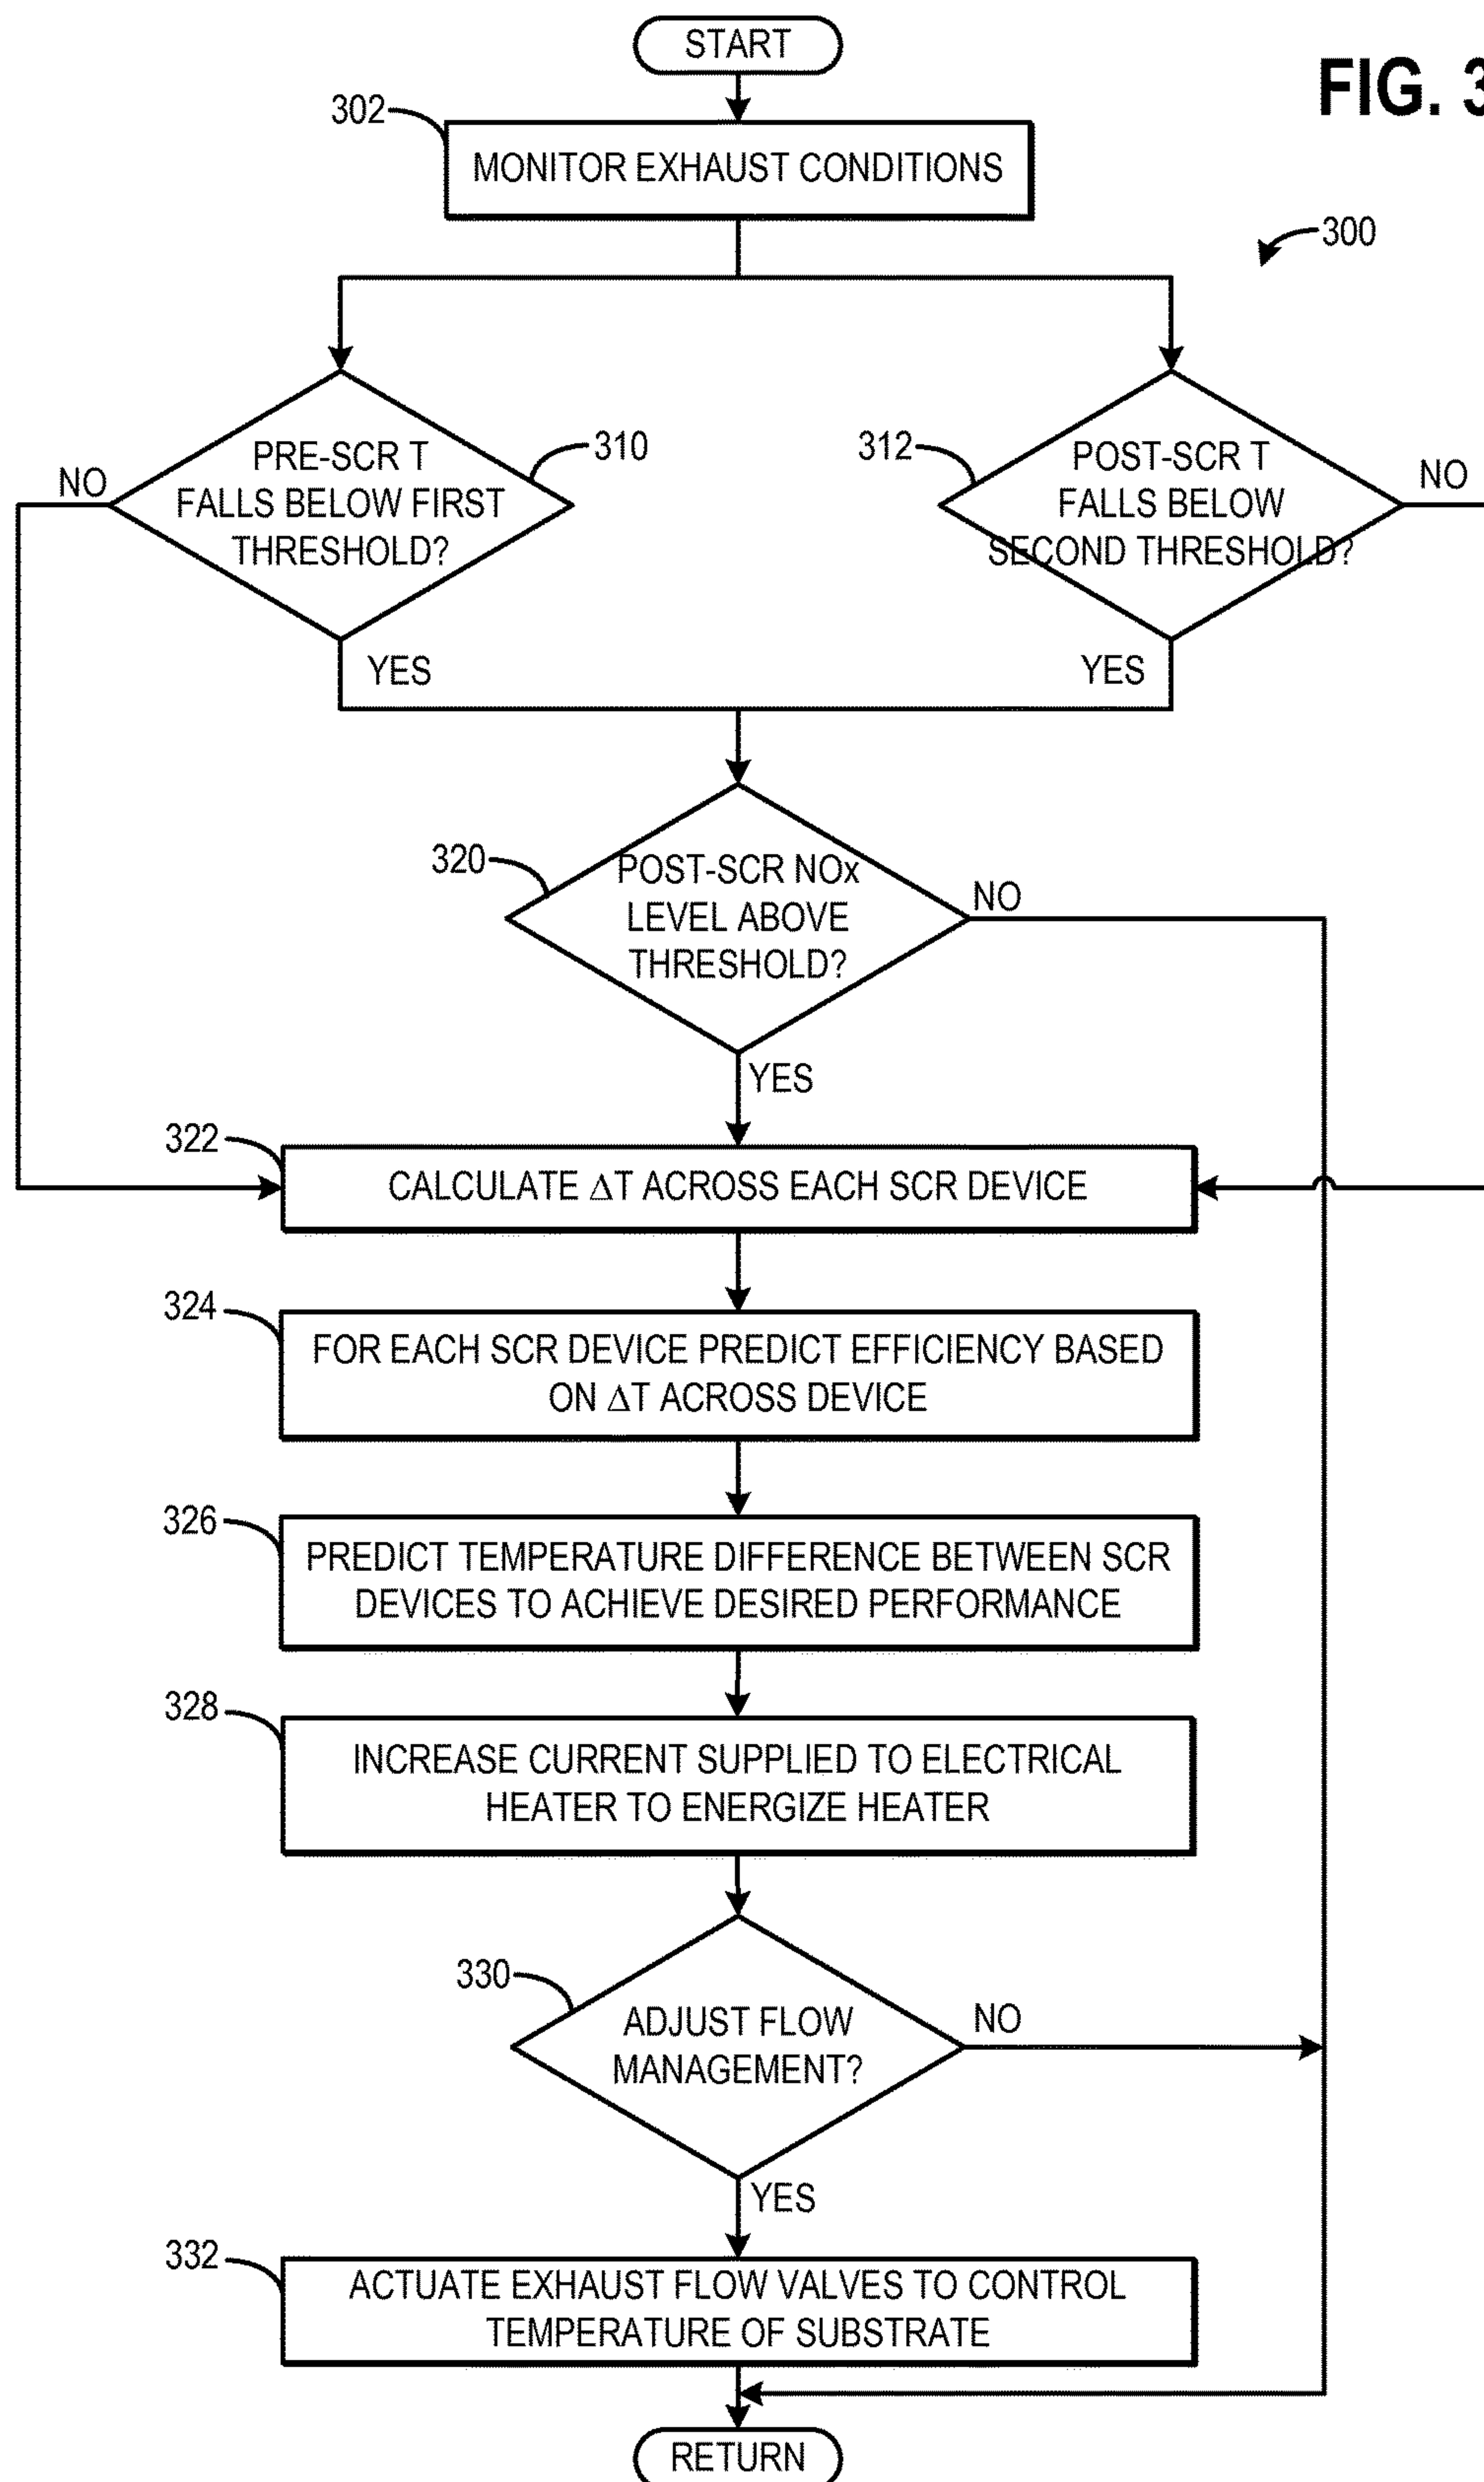 START
FIG. 3
302
MONITOR EXHAUST CONDITIONS
300
PRE-SCR T
FALLS BELOW FIRST
THRESHOLD?
310
NO
YES
312
POST-SCR T
FALLS BELOW
SECOND THRESHOLD?
NO
YES
320
POST-SCR NOx
LEVEL ABOVE
THRESHOLD?
NO
YES
322
CALCULATE ΔT ACROSS EACH SCR DEVICE
324
FOR EACH SCR DEVICE PREDICT EFFICIENCY BASED
ON ΔT ACROSS DEVICE
326
PREDICT TEMPERATURE DIFFERENCE BETWEEN SCR
DEVICES TO ACHIEVE DESIRED PERFORMANCE
328
INCREASE CURRENT SUPPLIED TO ELECTRICAL
HEATER TO ENERGIZE HEATER
330
ADJUST FLOW
MANAGEMENT?
NO
YES
332
ACTUATE EXHAUST FLOW VALVES TO CONTROL
TEMPERATURE OF SUBSTRATE
RETURN